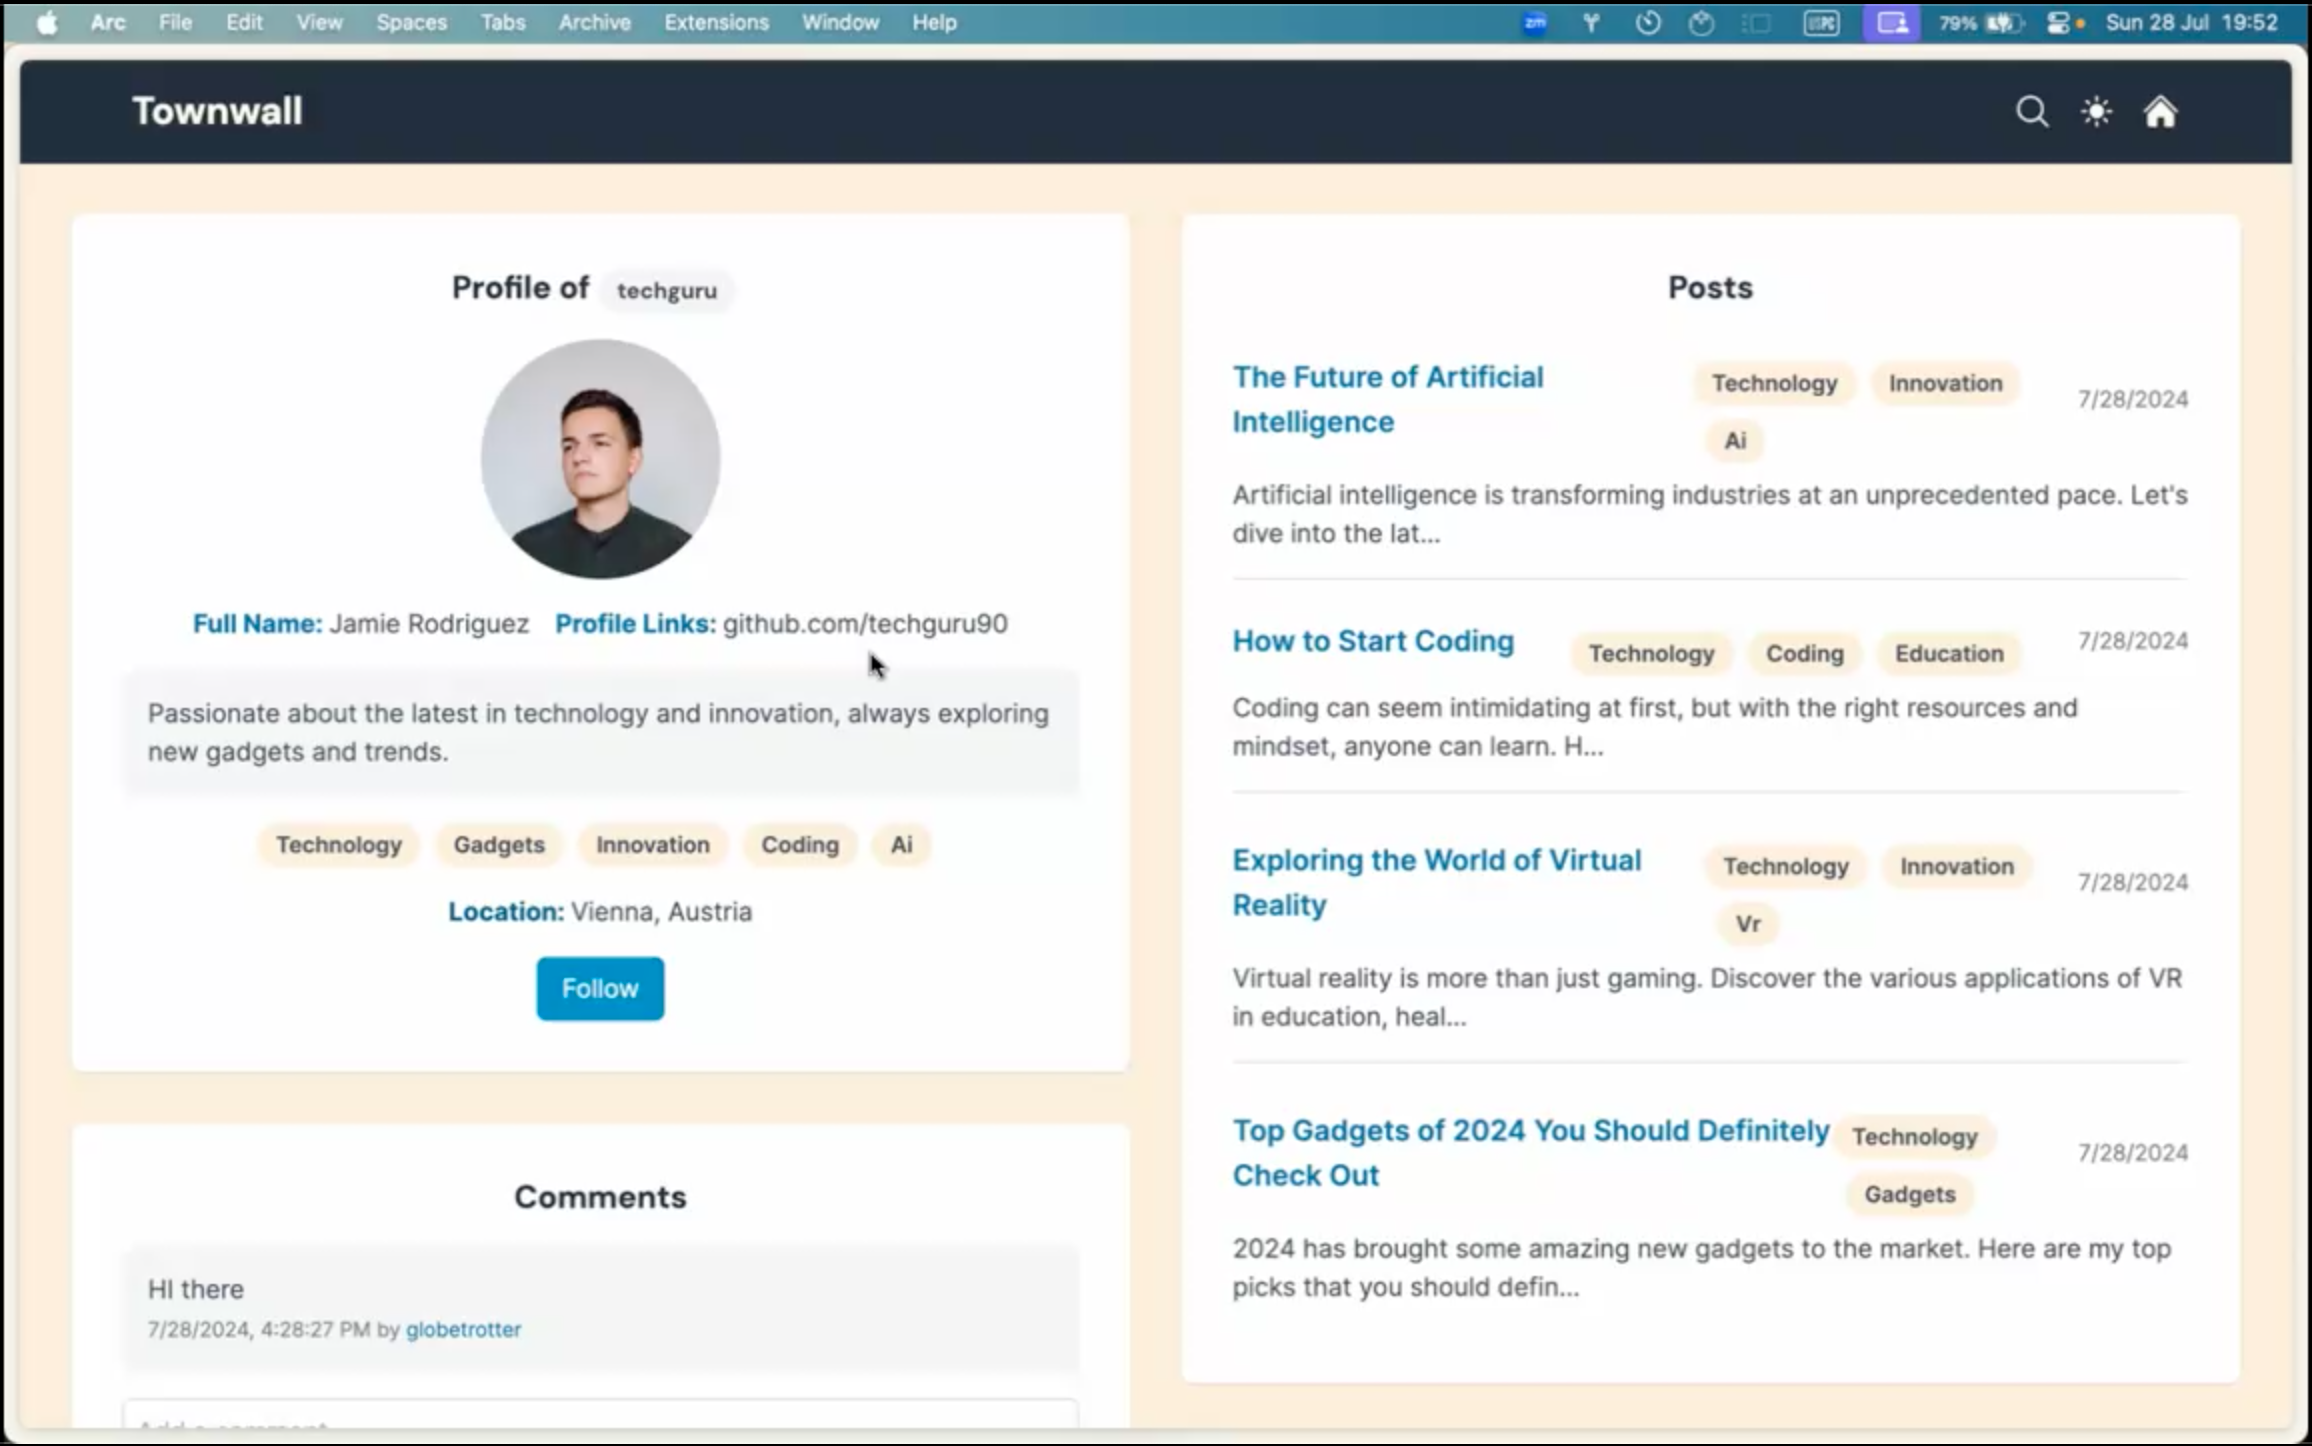 Arc File Edit View Spaces Tabs Archive Extensions Window Help
zm 79% Sun 28 Jul 19:52
Townwall
Profile of techguru
Full Name: Jamie Rodriguez Profile Links: github.com/techguru90
Passionate about the latest in technology and innovation, always exploring
new gadgets and trends.
Technology Gadgets Innovation Coding Ai
Location: Vienna, Austria
Follow
Comments
HI there
7/28/2024, 4:28:27 PM by globetrotter
Add a comment
Posts
The Future of Artificial
Intelligence
Technology Innovation
Ai
7/28/2024
Artificial intelligence is transforming industries at an unprecedented pace. Let's
dive into the lat...
How to Start Coding Technology Coding Education 7/28/2024
Coding can seem intimidating at first, but with the right resources and
mindset, anyone can learn. H...
Exploring the World of Virtual
Reality
Technology Innovation
Vr
7/28/2024
Virtual reality is more than just gaming. Discover the various applications of VR
in education, heal...
Top Gadgets of 2024 You Should Definitely
Check Out
Technology
Gadgets
7/28/2024
2024 has brought some amazing new gadgets to the market. Here are my top
picks that you should defin...